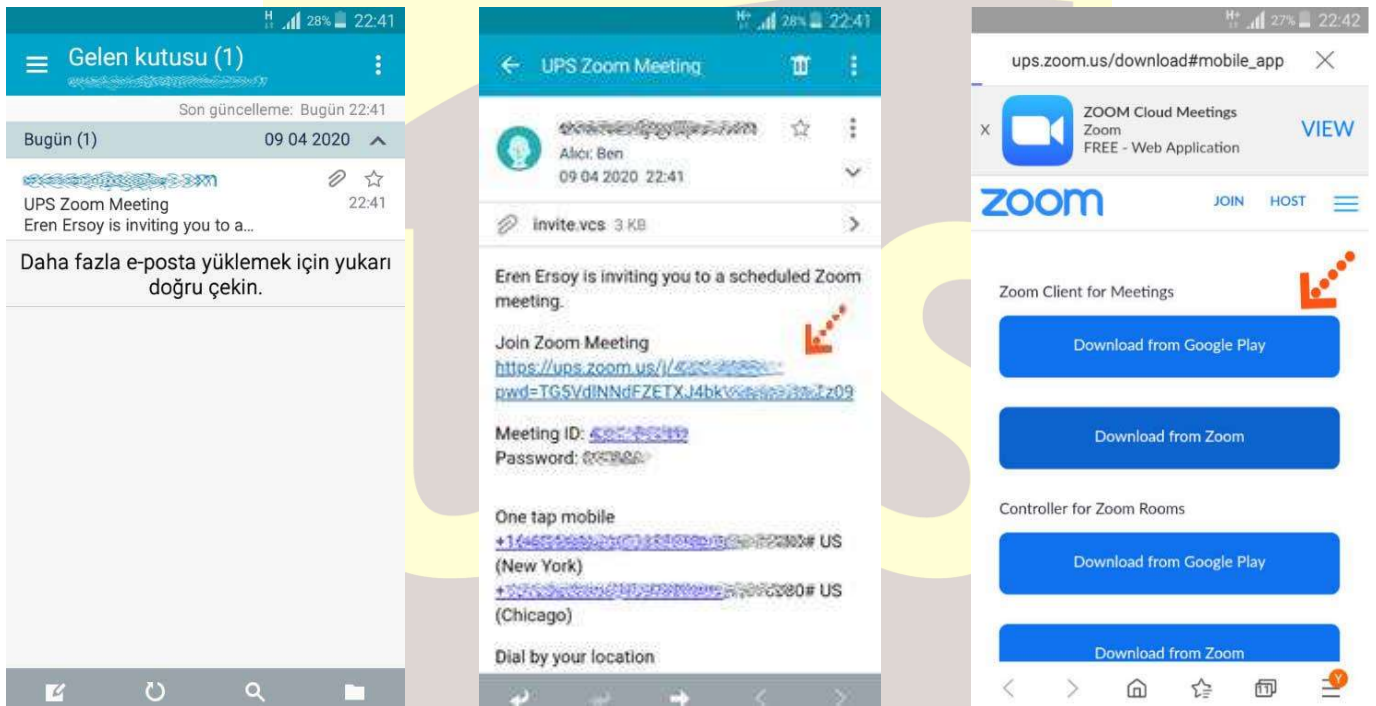 28% 22:41
Gelen kutusu (1)
Son güncelleme: Bugün 22:41
Bugün (1) 09 04 2020
UPS Zoom Meeting 22:41
Eren Ersoy is inviting you to a...
Daha fazla e-posta yüklemek için yukarı
doğru çekin.
28% 22:41
UPS Zoom Meeting
Alıcı: Ben
09 04 2020 22:41
invite.vcs 3 KB
Eren Ersoy is inviting you to a scheduled Zoom
meeting.
Join Zoom Meeting
https://ups.zoom.us/j/
Meeting ID:
Password:
One tap mobile
US
(New York)
US
(Chicago)
Dial by your location
H+ 27% 22:42
ups.zoom.us/download#mobile_app
ZOOM Cloud Meetings
Zoom
FREE - Web Application
x VIEW
zoom JOIN HOST
Zoom Client for Meetings
Download from Google Play
Download from Zoom
Controller for Zoom Rooms
Download from Google Play
Download from Zoom